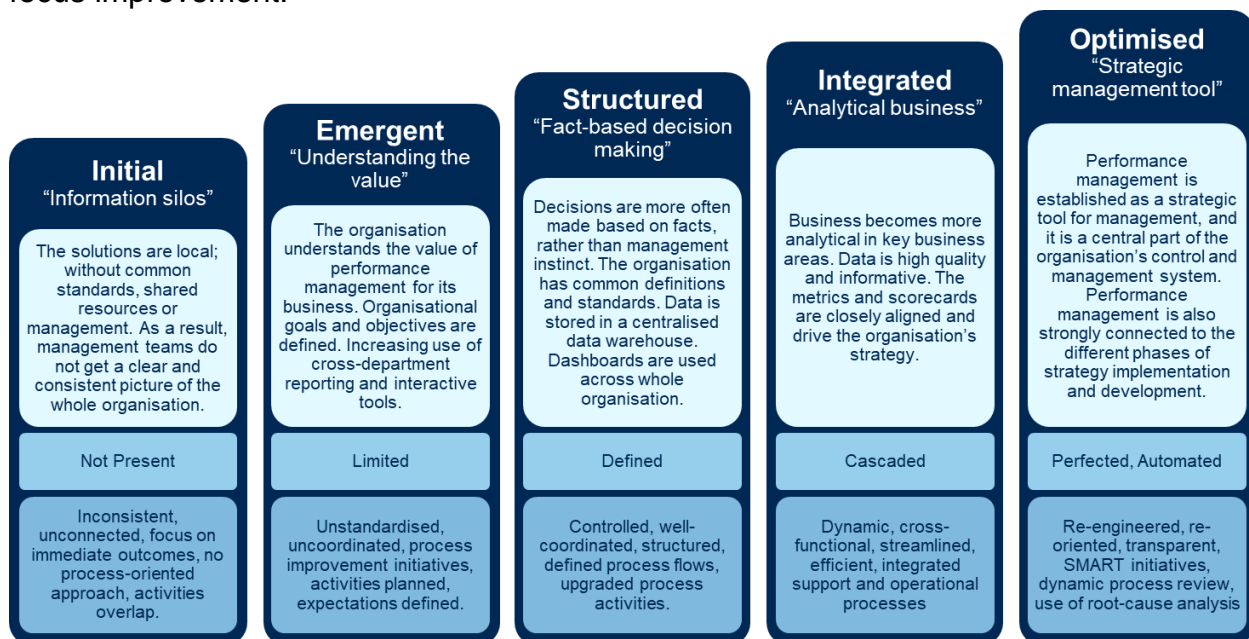 focus improvement.
Initial
“Information silos”
The solutions are local;
without common
standards, shared
resources or
management. As a result,
management teams do
not get a clear and
consistent picture of the
whole organisation.
Not Present
Inconsistent,
unconnected, focus on
immediate outcomes, no
process-oriented
approach, activities
overlap.
Emergent
“Understanding the
value”
The organisation
understands the value of
performance
management for its
business. Organisational
goals and objectives are
defined. Increasing use of
cross-department
reporting and interactive
tools.
Limited
Unstandardised,
uncoordinated, process
improvement initiatives,
activities planned,
expectations defined.
Structured
“Fact-based decision
making”
Decisions are more often
made based on facts,
rather than management
instinct. The organisation
has common definitions
and standards. Data is
stored in a centralised
data warehouse.
Dashboards are used
across whole
organisation.
Defined
Controlled, well-
coordinated, structured,
defined process flows,
upgraded process
activities.
Integrated
“Analytical business”
Business becomes more
analytical in key business
areas. Data is high quality
and informative. The
metrics and scorecards
are closely aligned and
drive the organisation’s
strategy.
Cascaded
Dynamic, cross-
functional, streamlined,
efficient, integrated
support and operational
processes
Optimised
“Strategic
management tool”
Performance
management is
established as a strategic
tool for management, and
it is a central part of the
organisation’s control and
management system.
Performance
management is also
strongly connected to the
different phases of
strategy implementation
and development.
Perfected, Automated
Re-engineered, re-
oriented, transparent,
SMART initiatives,
dynamic process review,
use of root-cause analysis